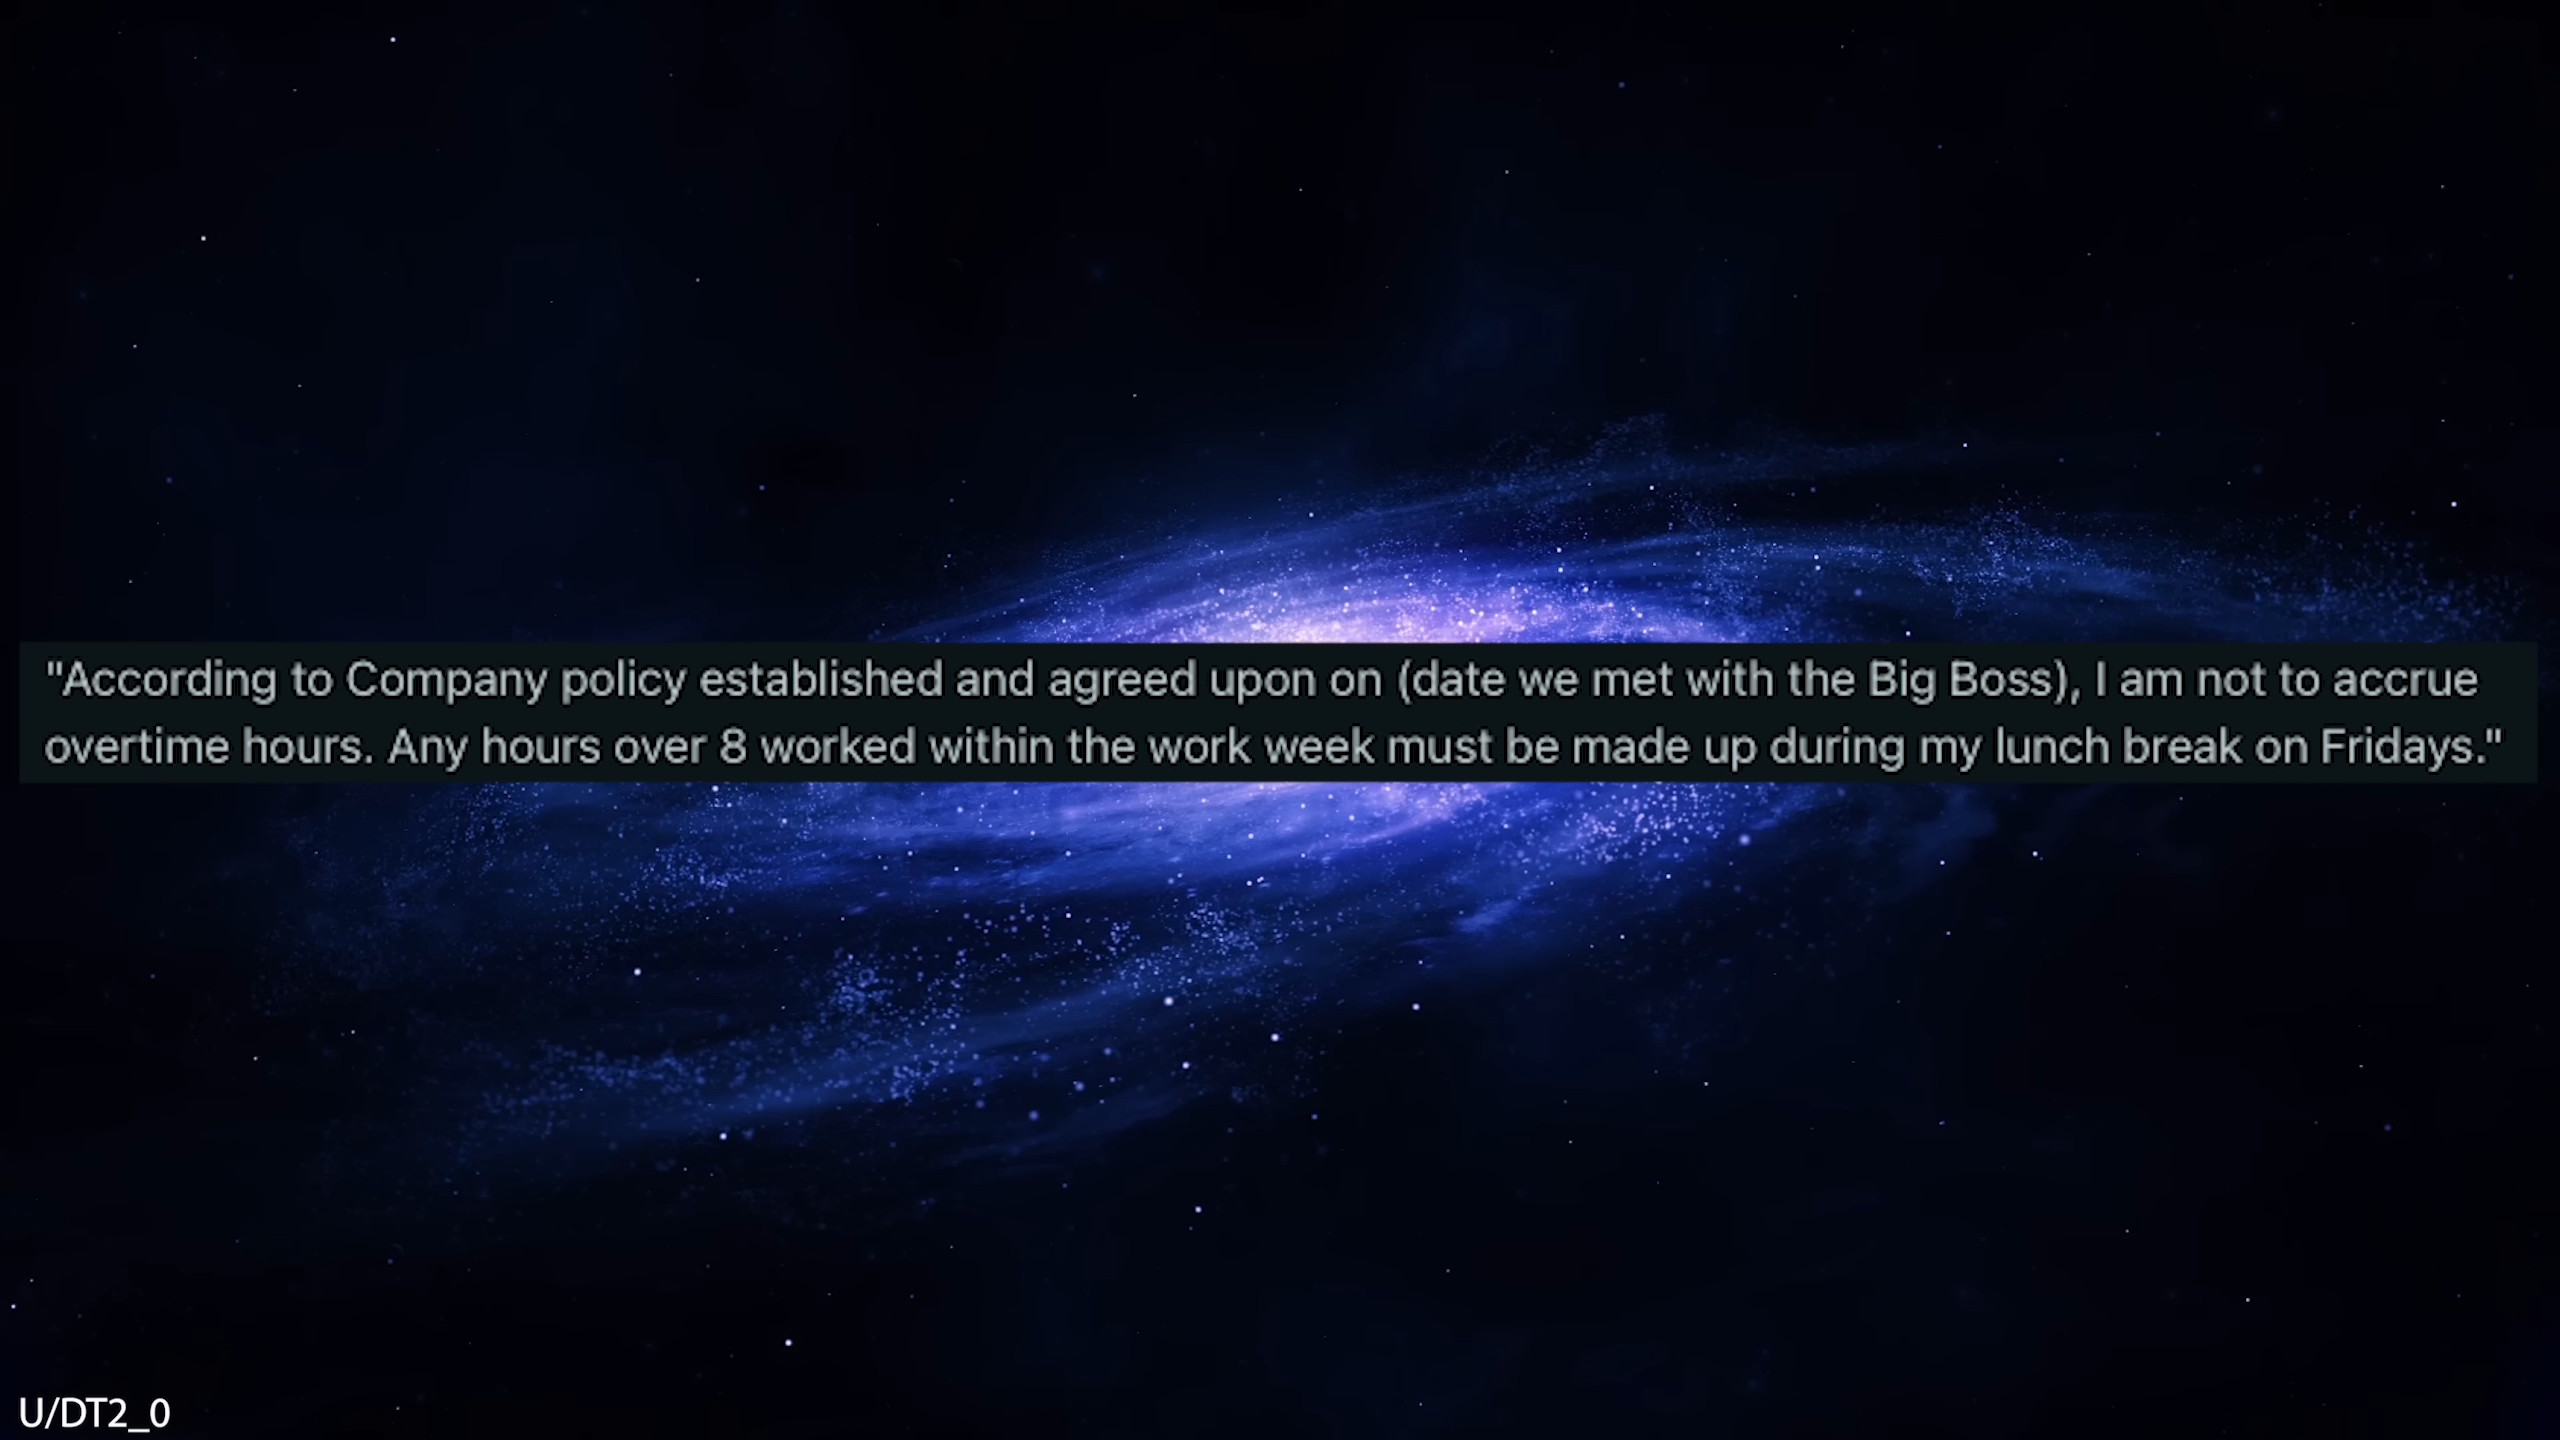 "According to Company policy established and agreed upon on (date we met with the Big Boss), I am not to accrue
overtime hours. Any hours over 8 worked within the work week must be made up during my lunch break on Fridays."
U/DT2_0